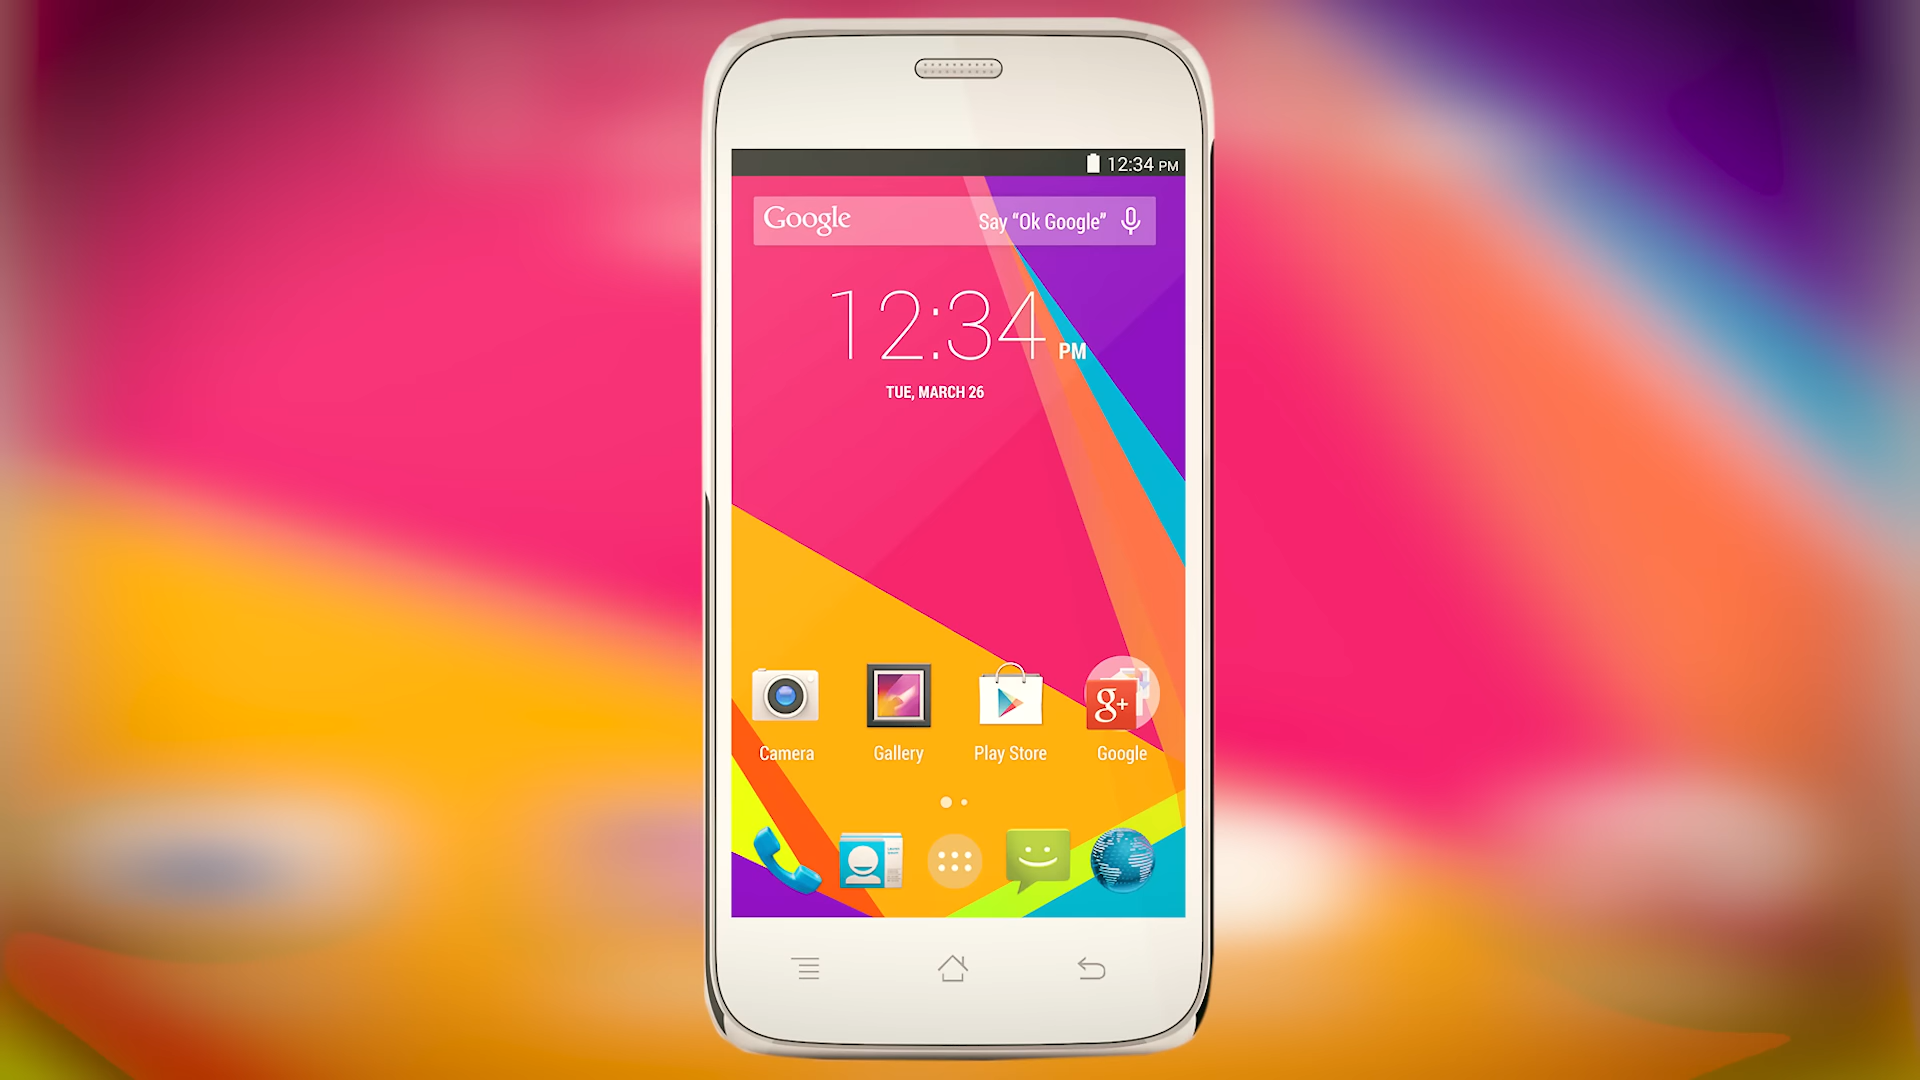 12:34 PM
Google Say “Ok Google”
12:34 PM
TUE, MARCH 26
g+
Camera Gallery Play Store Google